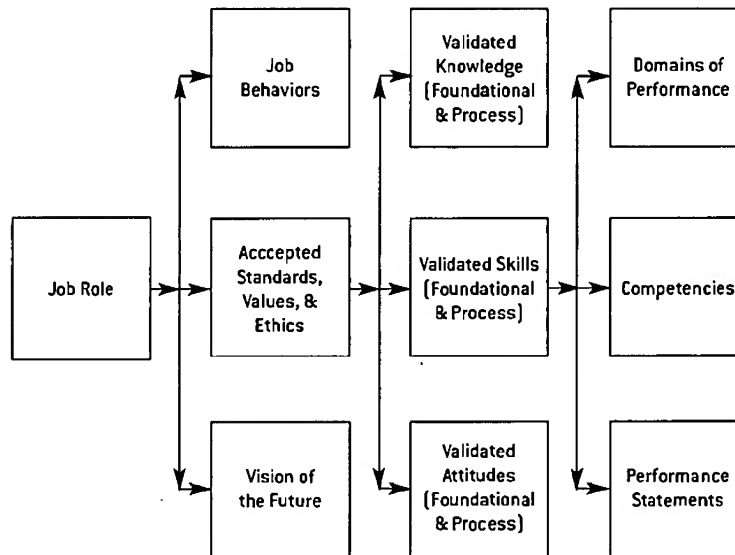 Job
Behaviors
Validated
Knowledge
(Foundational
& Process)
Domains of
Performance
Job Role
Acccepted
Standards,
Values, &
Ethics
Validated Skills
(Foundational
& Process)
Competencies
Vision of
the Future
Validated
Attitudes
(Foundational
& Process)
Performance
Statements